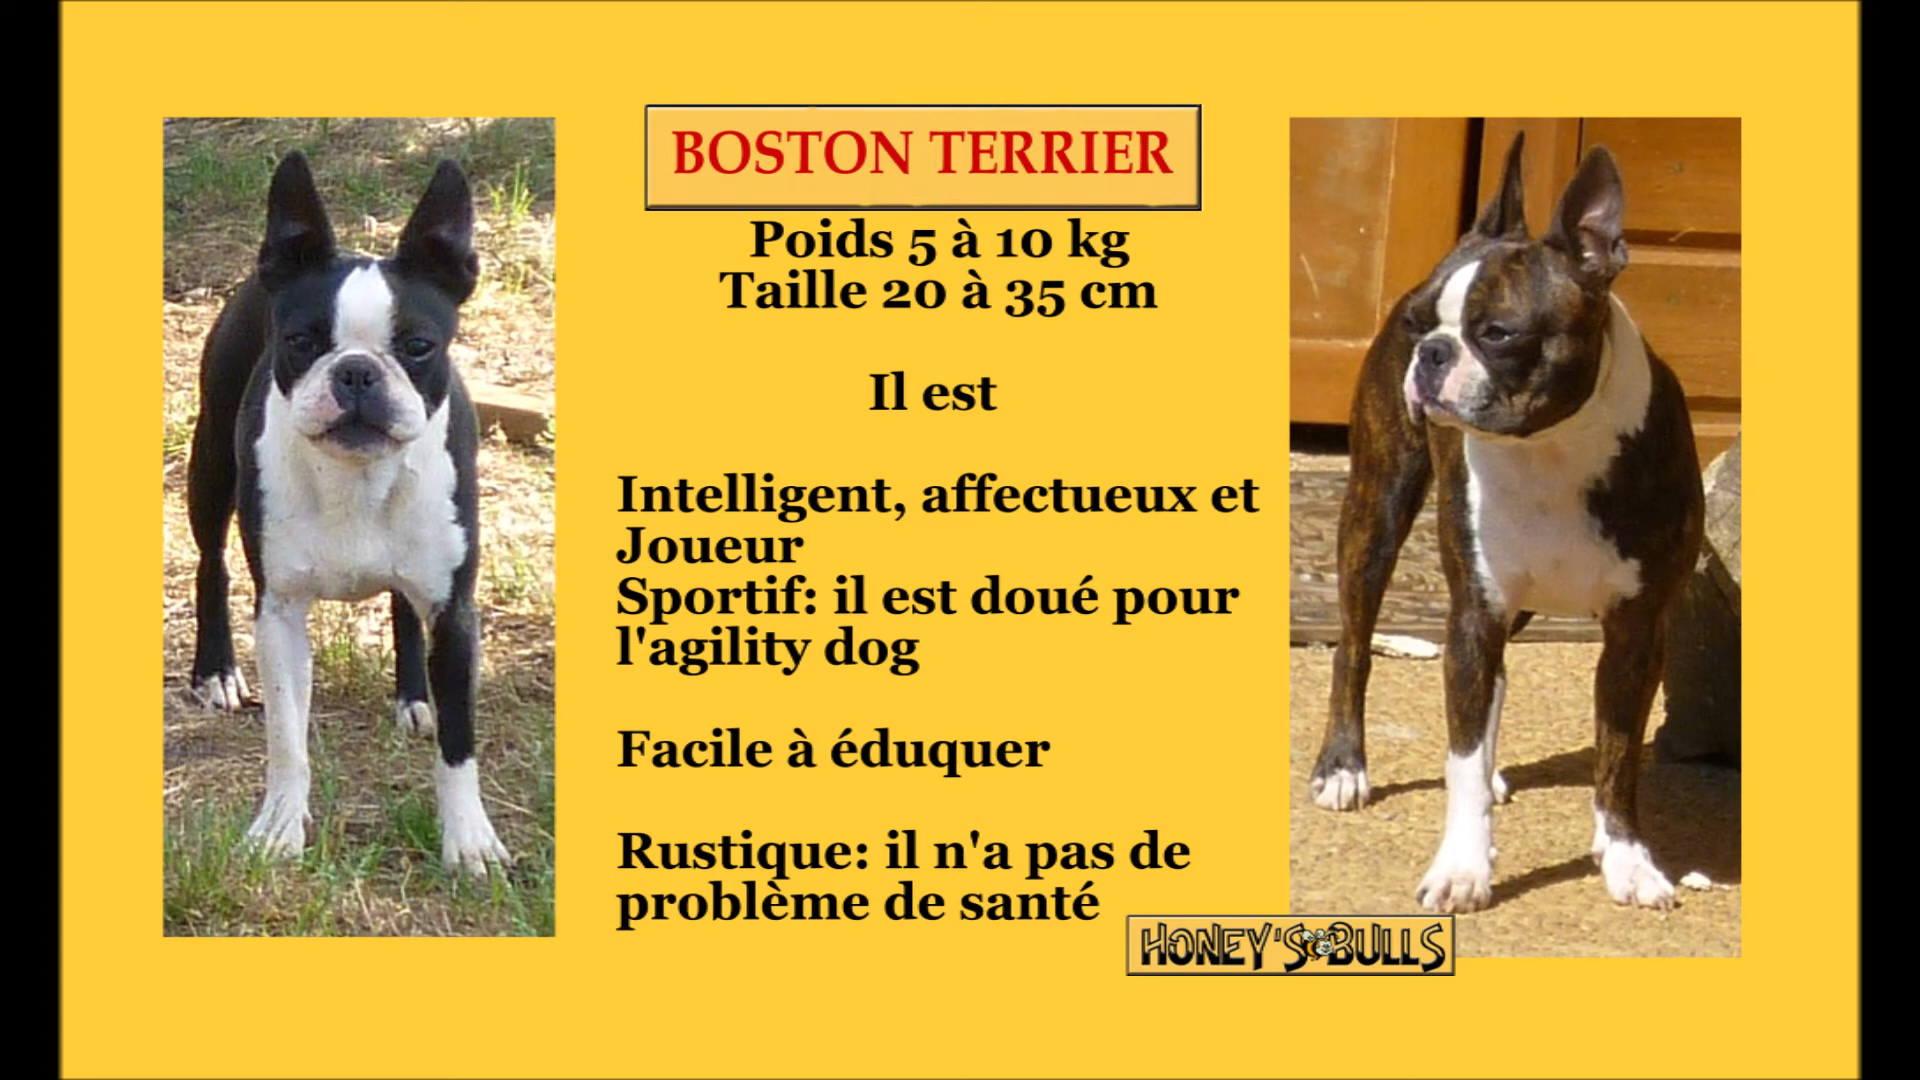 BOSTON TERRIER
Poids 5 à 10 kg
Taille 20 à 35 cm
Il est
Intelligent, affectueux et
Joueur
Sportif: il est doué pour
l'agility dog
Facile à éduquer
Rustique: il n'a pas de
problème de santé
HONEY'S BULLS